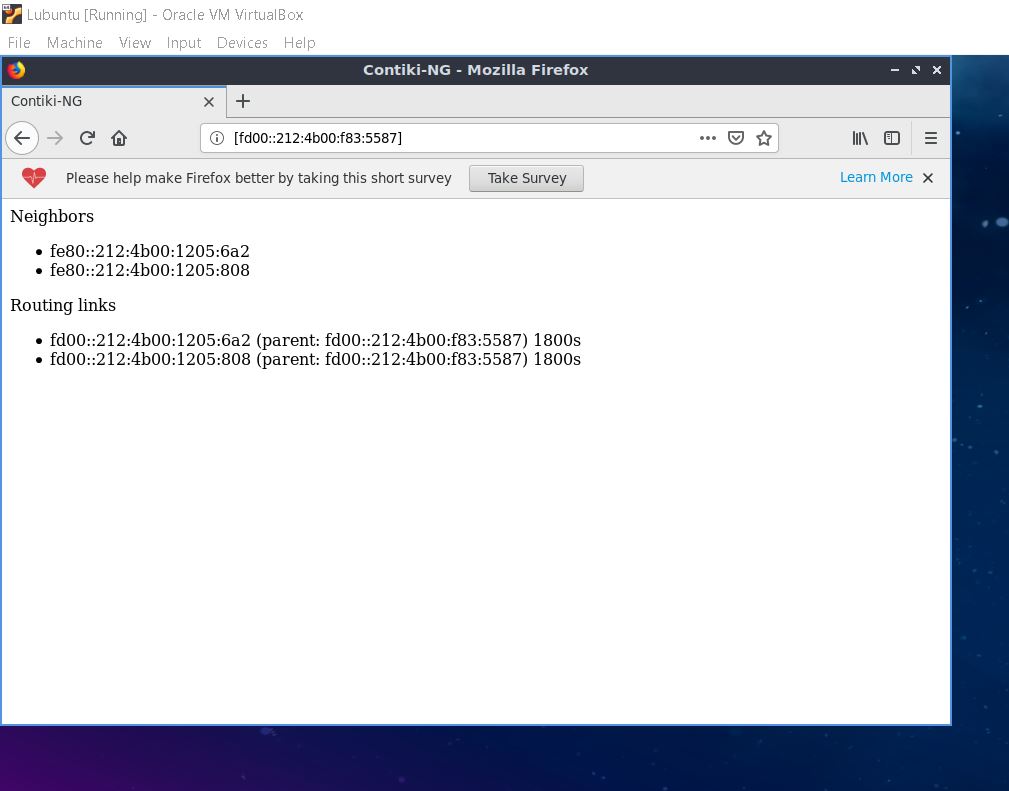 Lubuntu [Running] - Oracle VM VirtualBox
File Machine View Input Devices Help
Contiki-NG - Mozilla Firefox
Contiki-NG
[fd00::212:4b00:f83:5587]
Please help make Firefox better by taking this short survey Take Survey Learn More
Neighbors
• fe80::212:4b00:1205:6a2
• fe80::212:4b00:1205:808
Routing links
• fd00::212:4b00:1205:6a2 (parent: fd00::212:4b00:f83:5587) 1800s
• fd00::212:4b00:1205:808 (parent: fd00::212:4b00:f83:5587) 1800s